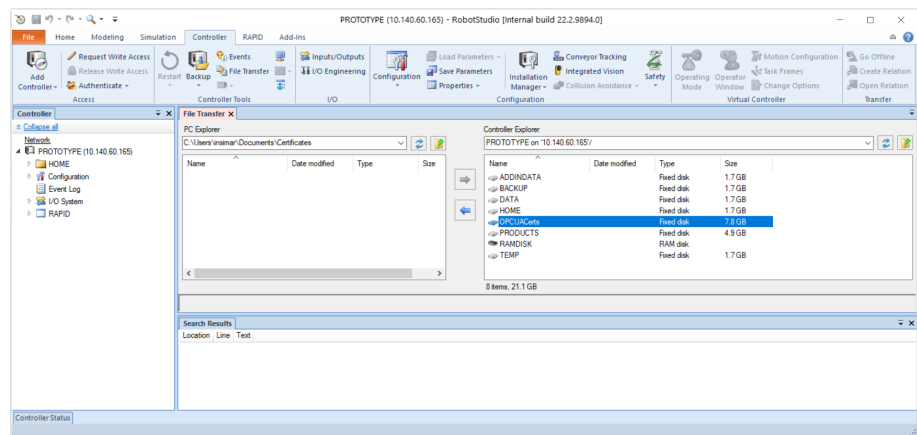 PROTOTYPE (10.140.60.165) - RobotStudio [Internal build 22.2.9894.0]
File Home Modeling Simulation Controller RAPID Add-Ins
Add Controller
Request Write Access
Release Write Access
Authenticate
Access
Restart Backup
Events
File Transfer
Controller Tools
Inputs/Outputs
I/O Engineering
I/O
Configuration
Load Parameters
Save Parameters
Properties
Installation Manager
Conveyor Tracking
Integrated Vision
Collision Avoidance
Safety
Configuration
Operating Mode
Operator Window
Motion Configuration
Task Frames
Change Options
Virtual Controller
Go Offline
Create Relation
Open Relation
Transfer
Controller
Collapse all
Network
PROTOTYPE (10.140.60.165)
HOME
Configuration
Event Log
I/O System
RAPID
File Transfer X
PC Explorer
C:\Users\insinar\Documents\Certificates
Name Date modified Type Size
Controller Explorer
PROTOTYPE on '10.140.60.165'/
Name Date modified Type Size
ADDINDATA Fixed disk 1.7 GB
BACKUP Fixed disk 1.7 GB
DATA Fixed disk 1.7 GB
HOME Fixed disk 1.7 GB
OPCUACerts Fixed disk 7.8 GB
PRODUCTS Fixed disk 4.9 GB
RAMDISK RAM disk
TEMP Fixed disk 1.7 GB
8 items, 21.1 GB
Search Results
Location Line Text
Controller Status